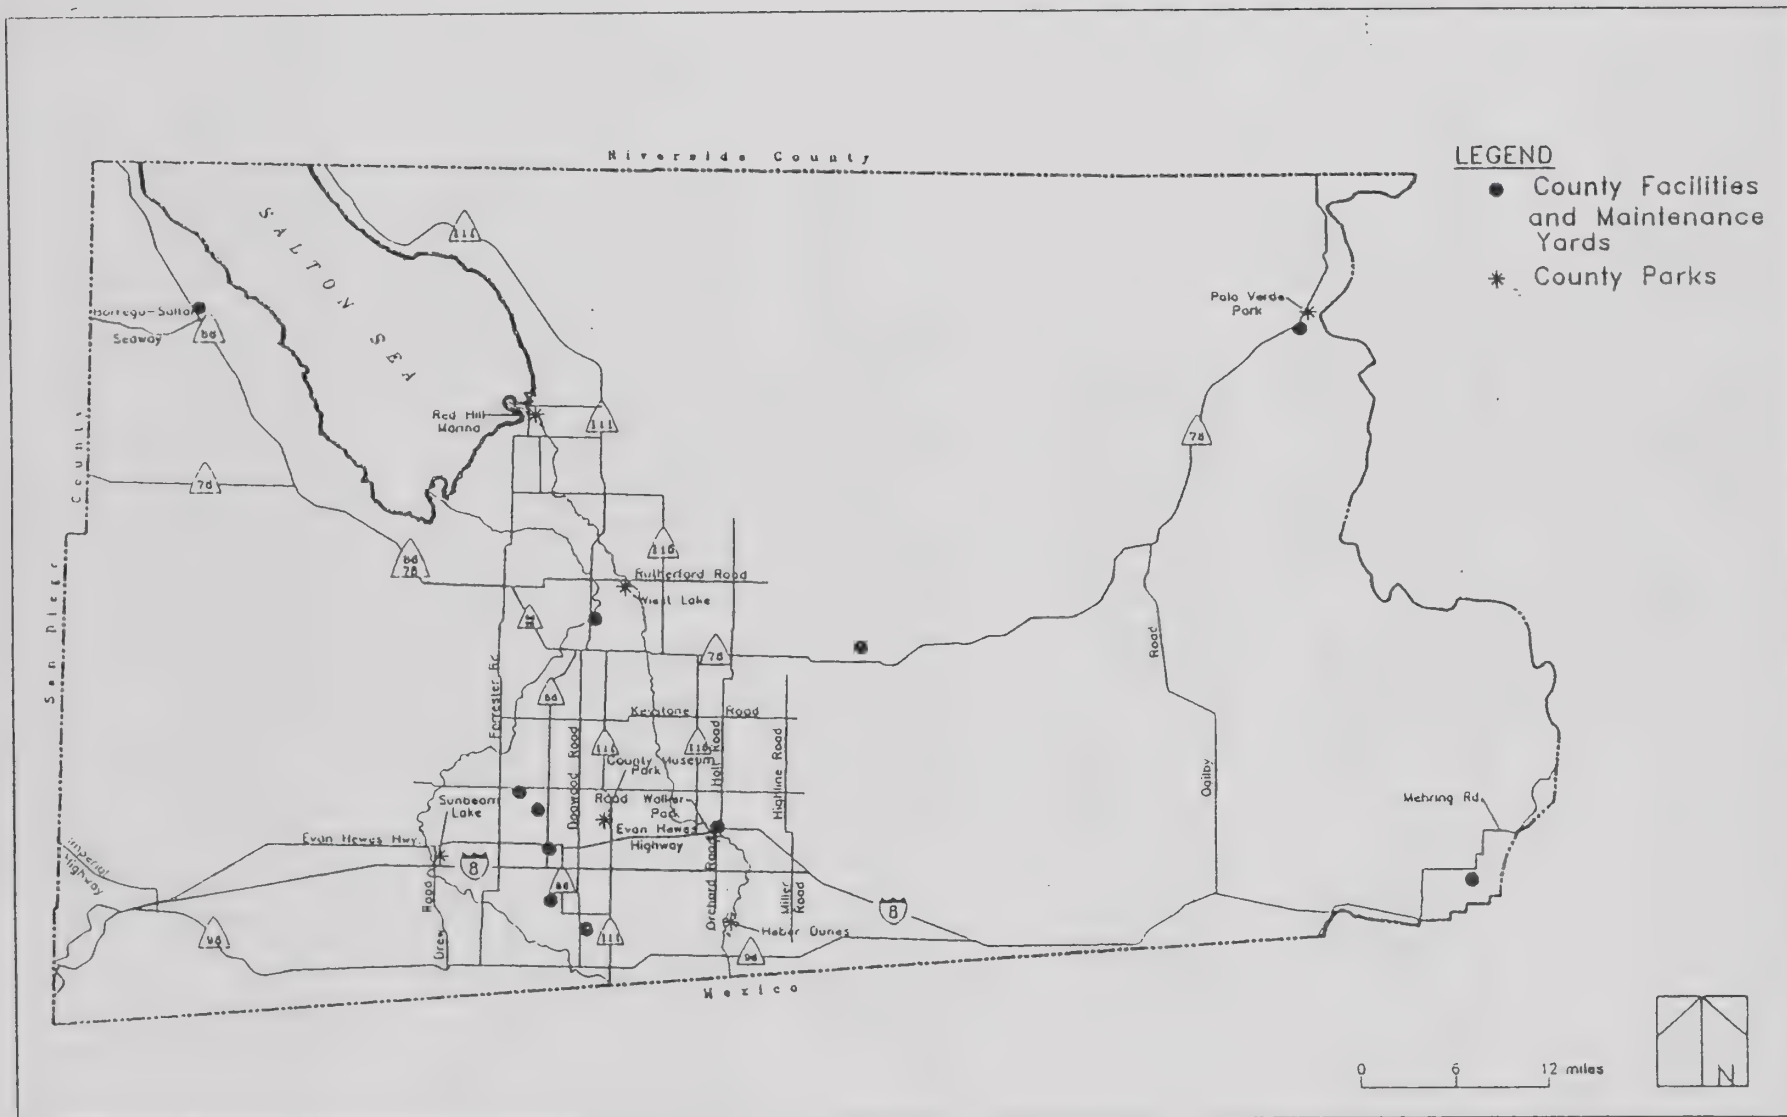 Riverside County
LEGEND
County Facilities
and Maintenance
Yards
County Parks
SALTON SEA
111
Borrego-Salton
Seaway
86
Palo Verde
Park
Red Hill
Marina
111
78
County
78
San Diego
86
78
115
Rutherford Road
Wiest Lake
86
78
Road
Forrester Rd
86
Keystone Road
111
115
Dogwood Road
Holt Road
Highline Road
County Museum
Park
Ogilby
Sunbeam
Lake
Road
Walker
Park
Mehring Rd.
Evan Hewes Hwy.
Evan Hewes
Highway
Imperial
Highway
8
86
Road
Drew
Orchard Road
Miller
Road
8
98
111
Heber Dunes
98
Mexico
0 6 12 miles
N